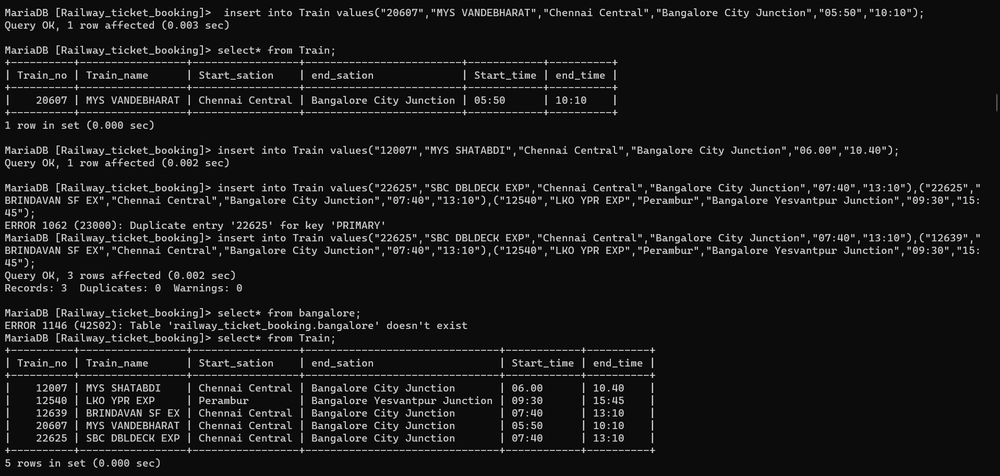 MariaDB [Railway_ticket_booking]>  insert into Train values("20607","MYS VANDEBHARAT","Chennai Central","Bangalore City Junction","05:50","10:10");
Query OK, 1 row affected (0.003 sec)

MariaDB [Railway_ticket_booking]> select* from Train;
+----------+-----------------+-----------------+-------------------------+------------+----------+
| Train_no | Train_name      | Start_sation    | end_sation              | Start_time | end_time |
+----------+-----------------+-----------------+-------------------------+------------+----------+
|    20607 | MYS VANDEBHARAT | Chennai Central | Bangalore City Junction | 05:50      | 10:10    |
+----------+-----------------+-----------------+-------------------------+------------+----------+
1 row in set (0.000 sec)

MariaDB [Railway_ticket_booking]> insert into Train values("12007","MYS SHATABDI","Chennai Central","Bangalore City Junction","06.00","10.40");
Query OK, 1 row affected (0.002 sec)

MariaDB [Railway_ticket_booking]> insert into Train values("22625","SBC DBLDECK EXP","Chennai Central","Bangalore City Junction","07:40","13:10"),("22625","
BRINDAVAN SF EX","Chennai Central","Bangalore City Junction","07:40","13:10"),("12540","LKO YPR EXP","Perambur","Bangalore Yesvantpur Junction","09:30","15:
45");
ERROR 1062 (23000): Duplicate entry '22625' for key 'PRIMARY'
MariaDB [Railway_ticket_booking]> insert into Train values("22625","SBC DBLDECK EXP","Chennai Central","Bangalore City Junction","07:40","13:10"),("12639","
BRINDAVAN SF EX","Chennai Central","Bangalore City Junction","07:40","13:10"),("12540","LKO YPR EXP","Perambur","Bangalore Yesvantpur Junction","09:30","15:
45");
Query OK, 3 rows affected (0.002 sec)
Records: 3  Duplicates: 0  Warnings: 0

MariaDB [Railway_ticket_booking]> select* from bangalore;
ERROR 1146 (42S02): Table 'railway_ticket_booking.bangalore' doesn't exist
MariaDB [Railway_ticket_booking]> select* from Train;
+----------+-----------------+-----------------+-------------------------------+------------+----------+
| Train_no | Train_name      | Start_sation    | end_sation                    | Start_time | end_time |
+----------+-----------------+-----------------+-------------------------------+------------+----------+
|    12007 | MYS SHATABDI    | Chennai Central | Bangalore City Junction       | 06.00      | 10.40    |
|    12540 | LKO YPR EXP     | Perambur        | Bangalore Yesvantpur Junction | 09:30      | 15:45    |
|    12639 | BRINDAVAN SF EX | Chennai Central | Bangalore City Junction       | 07:40      | 13:10    |
|    20607 | MYS VANDEBHARAT | Chennai Central | Bangalore City Junction       | 05:50      | 10:10    |
|    22625 | SBC DBLDECK EXP | Chennai Central | Bangalore City Junction       | 07:40      | 13:10    |
+----------+-----------------+-----------------+-------------------------------+------------+----------+
5 rows in set (0.000 sec)